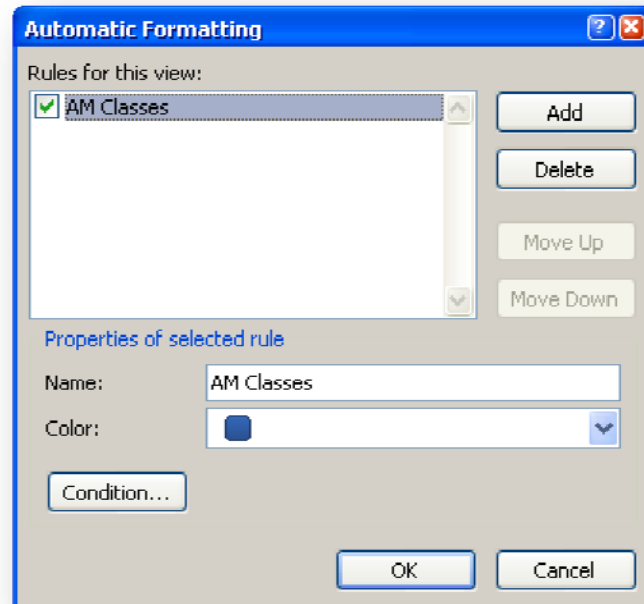 Automatic Formatting
Rules for this view:
AM Classes
Add
Delete
Move Up
Move Down
Properties of selected rule
Name: AM Classes
Color:
Condition...
OK Cancel